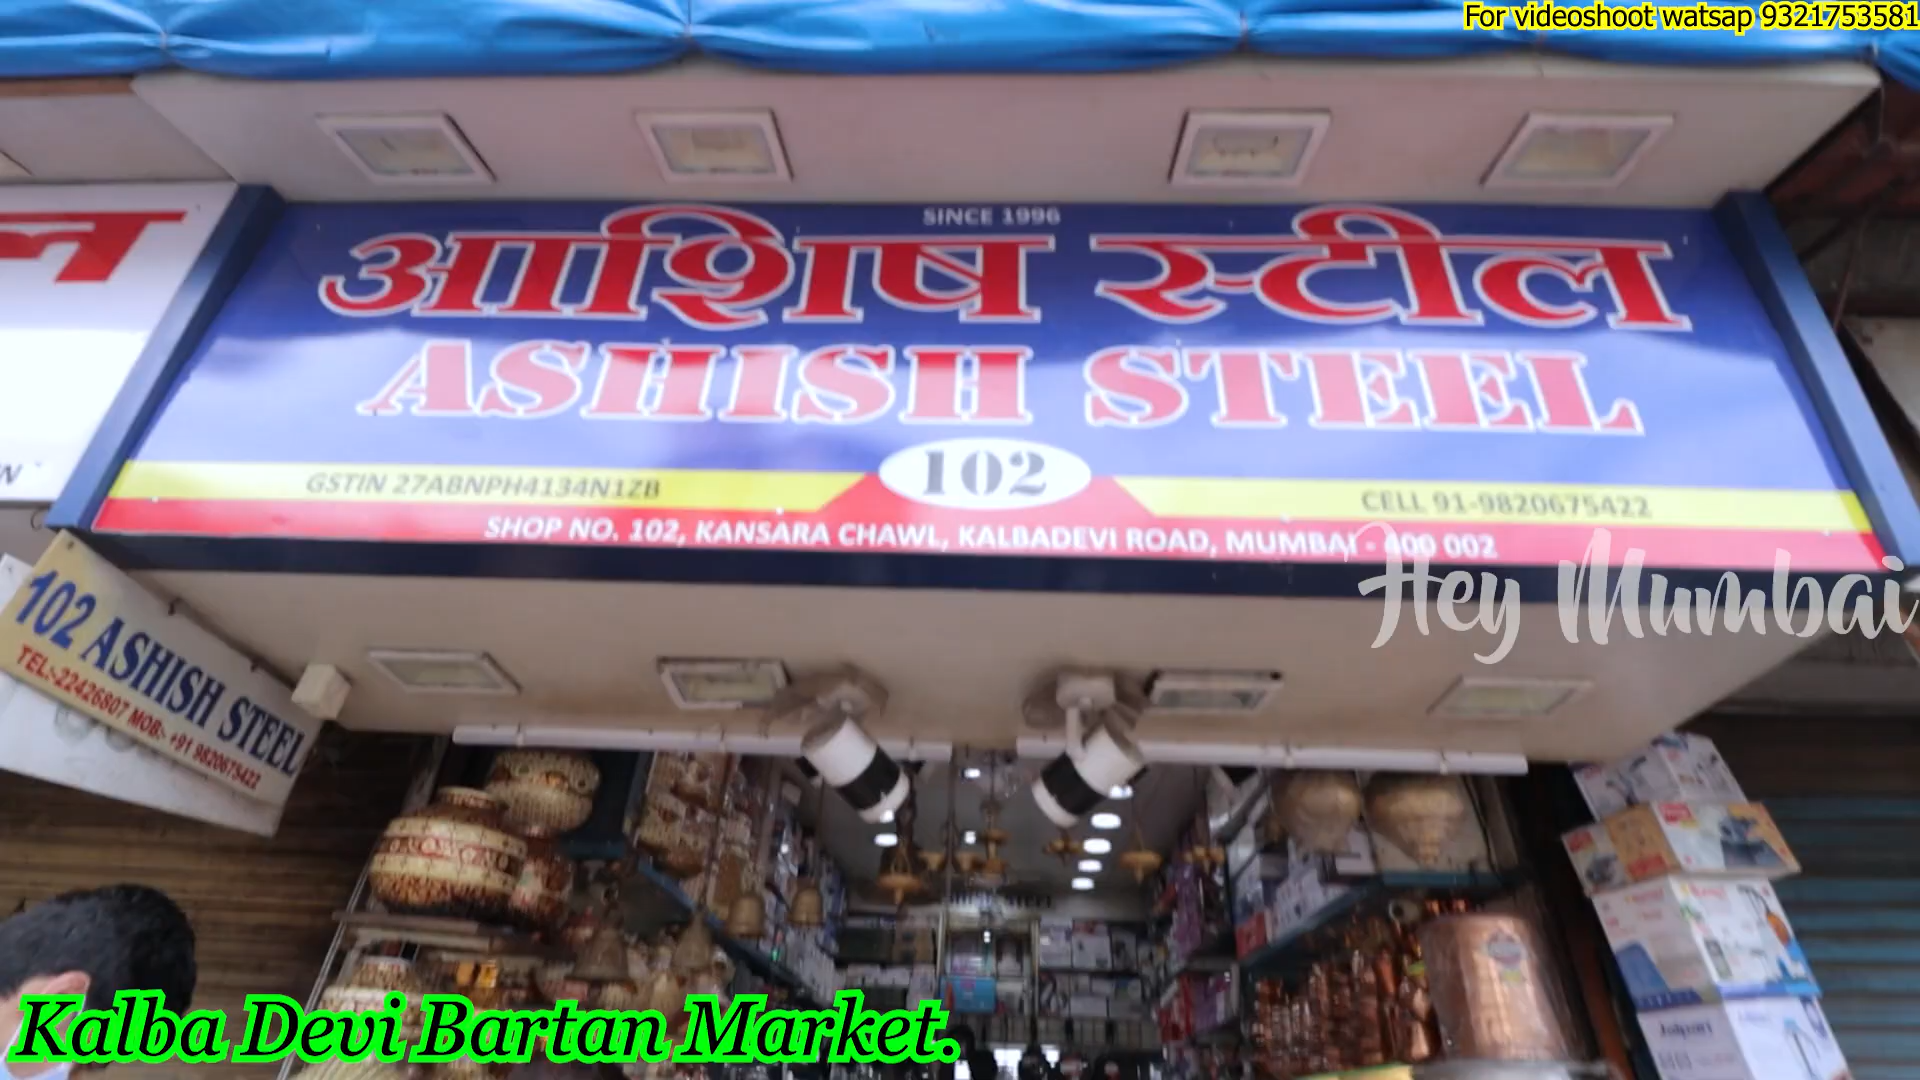 For videoshoot watsap 9321753581
SINCE 1996
आशिष स्टील
ASHISH STEEL
102
GSTIN 27ABNPH4134N1ZB
CELL 91-9820675422
SHOP NO. 102, KANSARA CHAWL, KALBADEVI ROAD, MUMBAI - 400 002
Hey Mumbai
102 ASHISH STEEL
TEL:-22426807 MOB:- +91 9820675422
Kalba Devi Bartan Market.